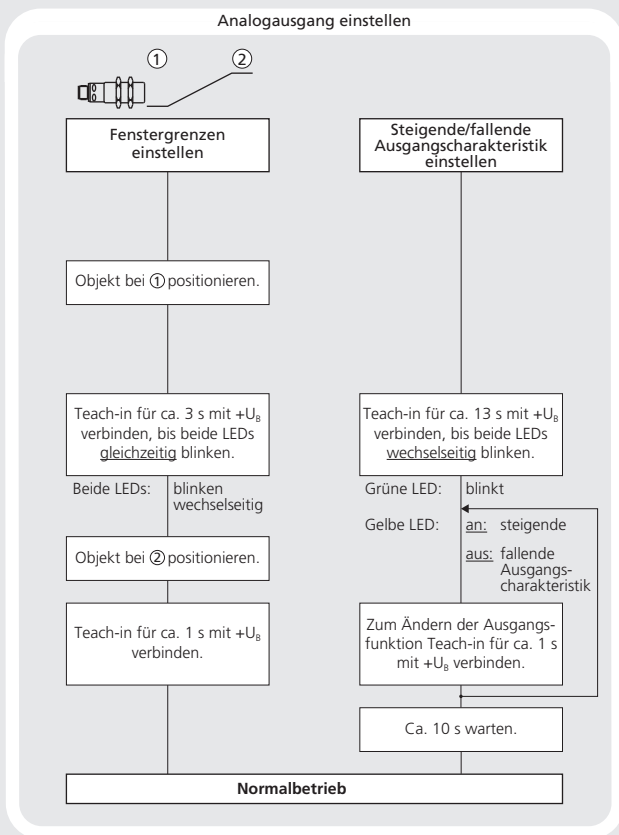 Analogausgang einstellen
① ②
Fenstergrenzen
einstellen
Objekt bei ① positionieren.
Teach-in für ca. 3 s mit +U_B
verbinden, bis beide LEDs
gleichzeitig blinken.
Beide LEDs: blinken
wechselseitig
Objekt bei ② positionieren.
Teach-in für ca. 1 s mit +U_B
verbinden.
Steigende/fallende
Ausgangscharakteristik
einstellen
Teach-in für ca. 13 s mit +U_B
verbinden, bis beide LEDs
wechselseitig blinken.
Grüne LED: blinkt
Gelbe LED: an: steigende
aus: fallende
Ausgangs-
charakteristik
Zum Ändern der Ausgangs-
funktion Teach-in für ca. 1 s
mit +U_B verbinden.
Ca. 10 s warten.
Normalbetrieb